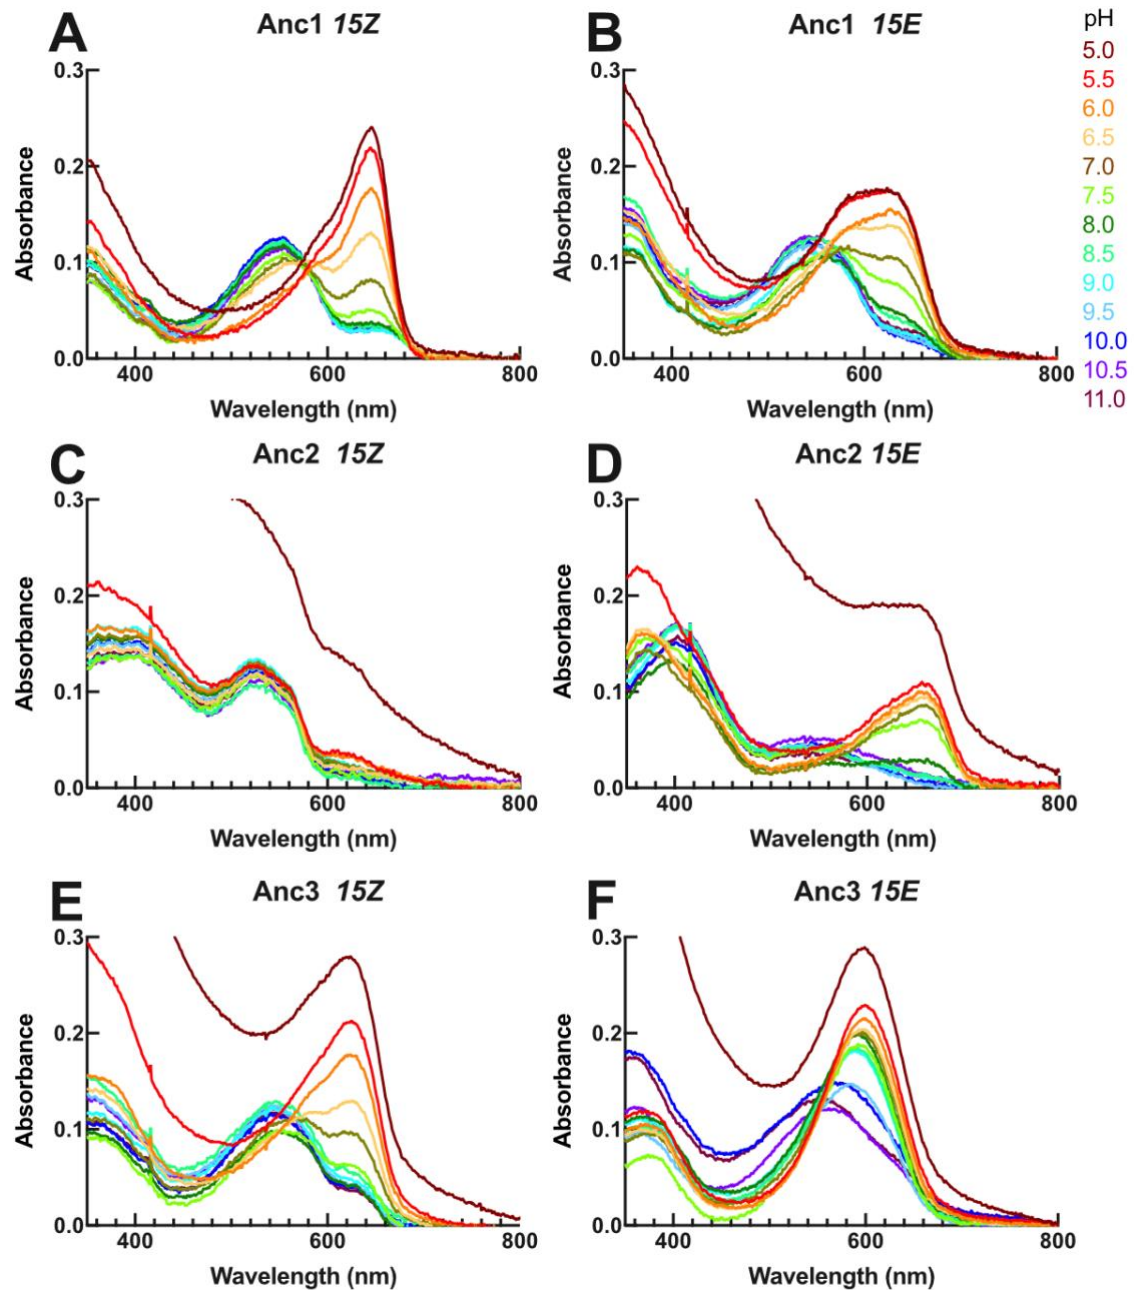 A
Anc1 15Z
0.3
0.2
0.1
0.0
Absorbance
400
600
800
Wavelength (nm)
B
Anc1 15E
0.3
0.2
0.1
0.0
Absorbance
400
600
800
Wavelength (nm)
pH
5.0
5.5
6.0
6.5
7.0
7.5
8.0
8.5
9.0
9.5
10.0
10.5
11.0
C
Anc2 15Z
0.3
0.2
0.1
0.0
Absorbance
400
600
800
Wavelength (nm)
D
Anc2 15E
0.3
0.2
0.1
0.0
Absorbance
400
600
800
Wavelength (nm)
E
Anc3 15Z
0.3
0.2
0.1
0.0
Absorbance
400
600
800
Wavelength (nm)
F
Anc3 15E
0.3
0.2
0.1
0.0
Absorbance
400
600
800
Wavelength (nm)